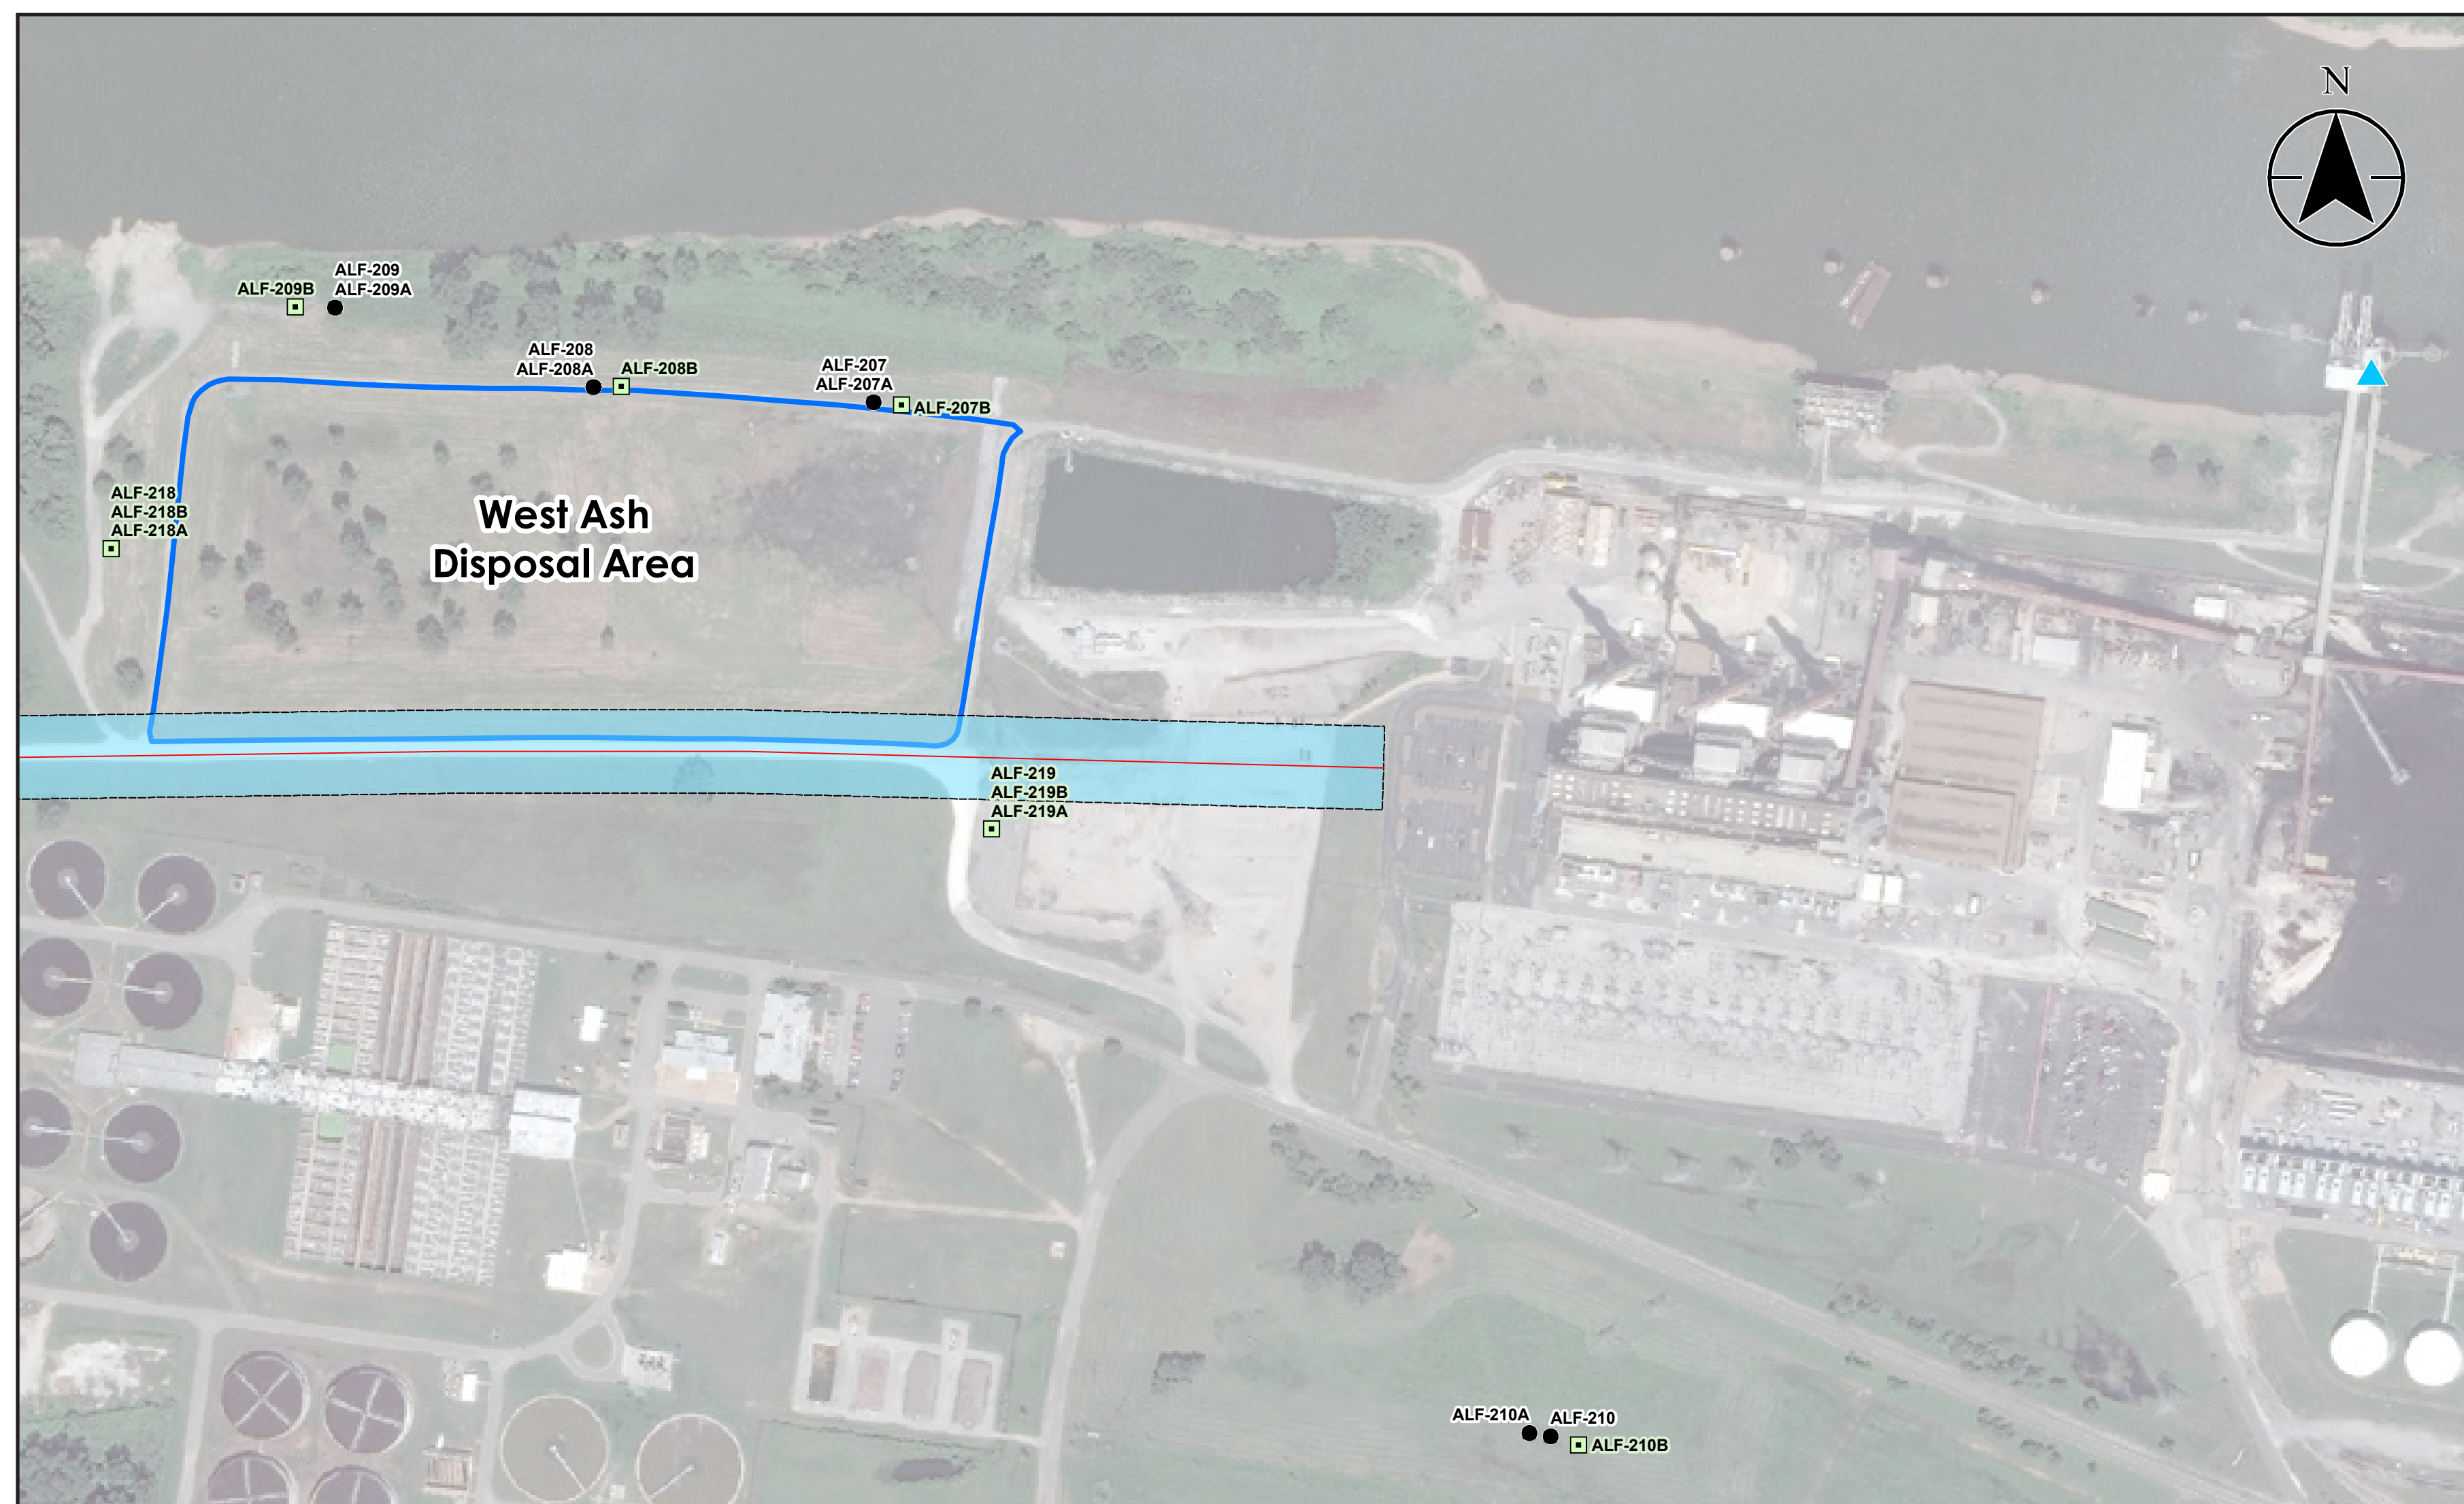 N
ALF-209
ALF-209A
ALF-209B
ALF-208
ALF-208A
ALF-208B
ALF-207
ALF-207A
ALF-207B
ALF-218
ALF-218B
ALF-218A
West Ash
Disposal Area
ALF-219
ALF-219B
ALF-219A
ALF-210A
ALF-210
ALF-210B